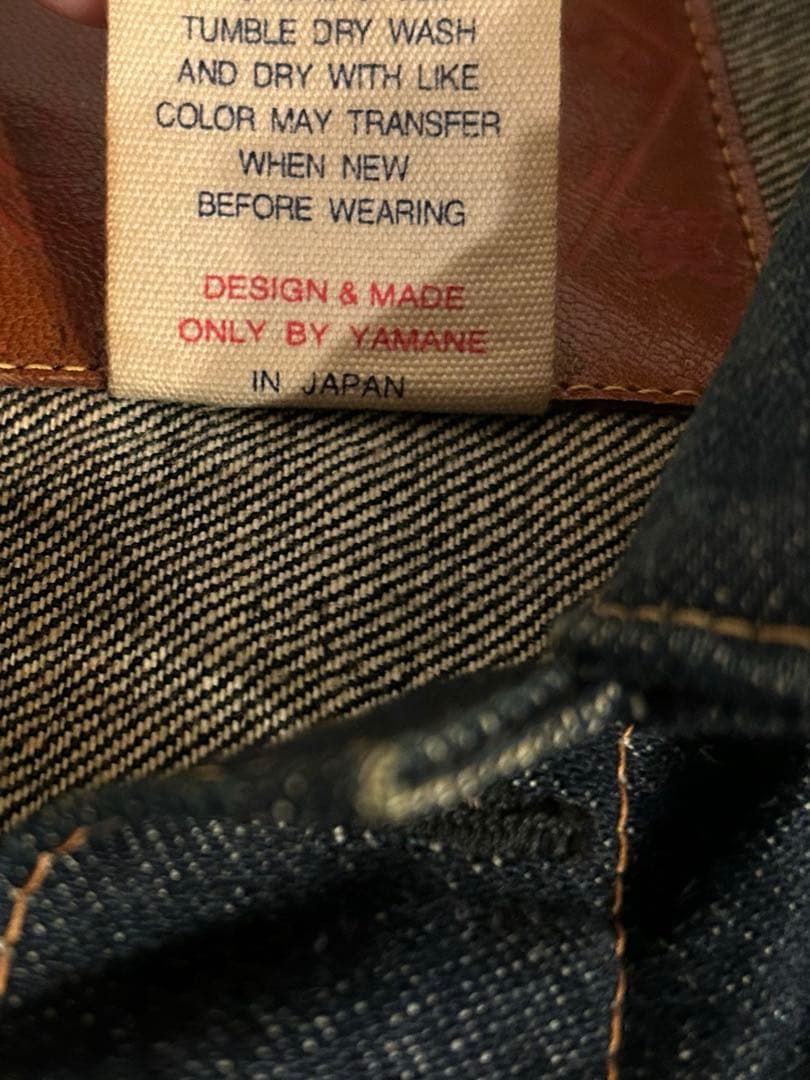 TUMBLE DRY WASH
AND DRY WITH LIKE
COLOR MAY TRANSFER
WHEN NEW
BEFORE WEARING
DESIGN & MADE
ONLY BY YAMANE
IN JAPAN